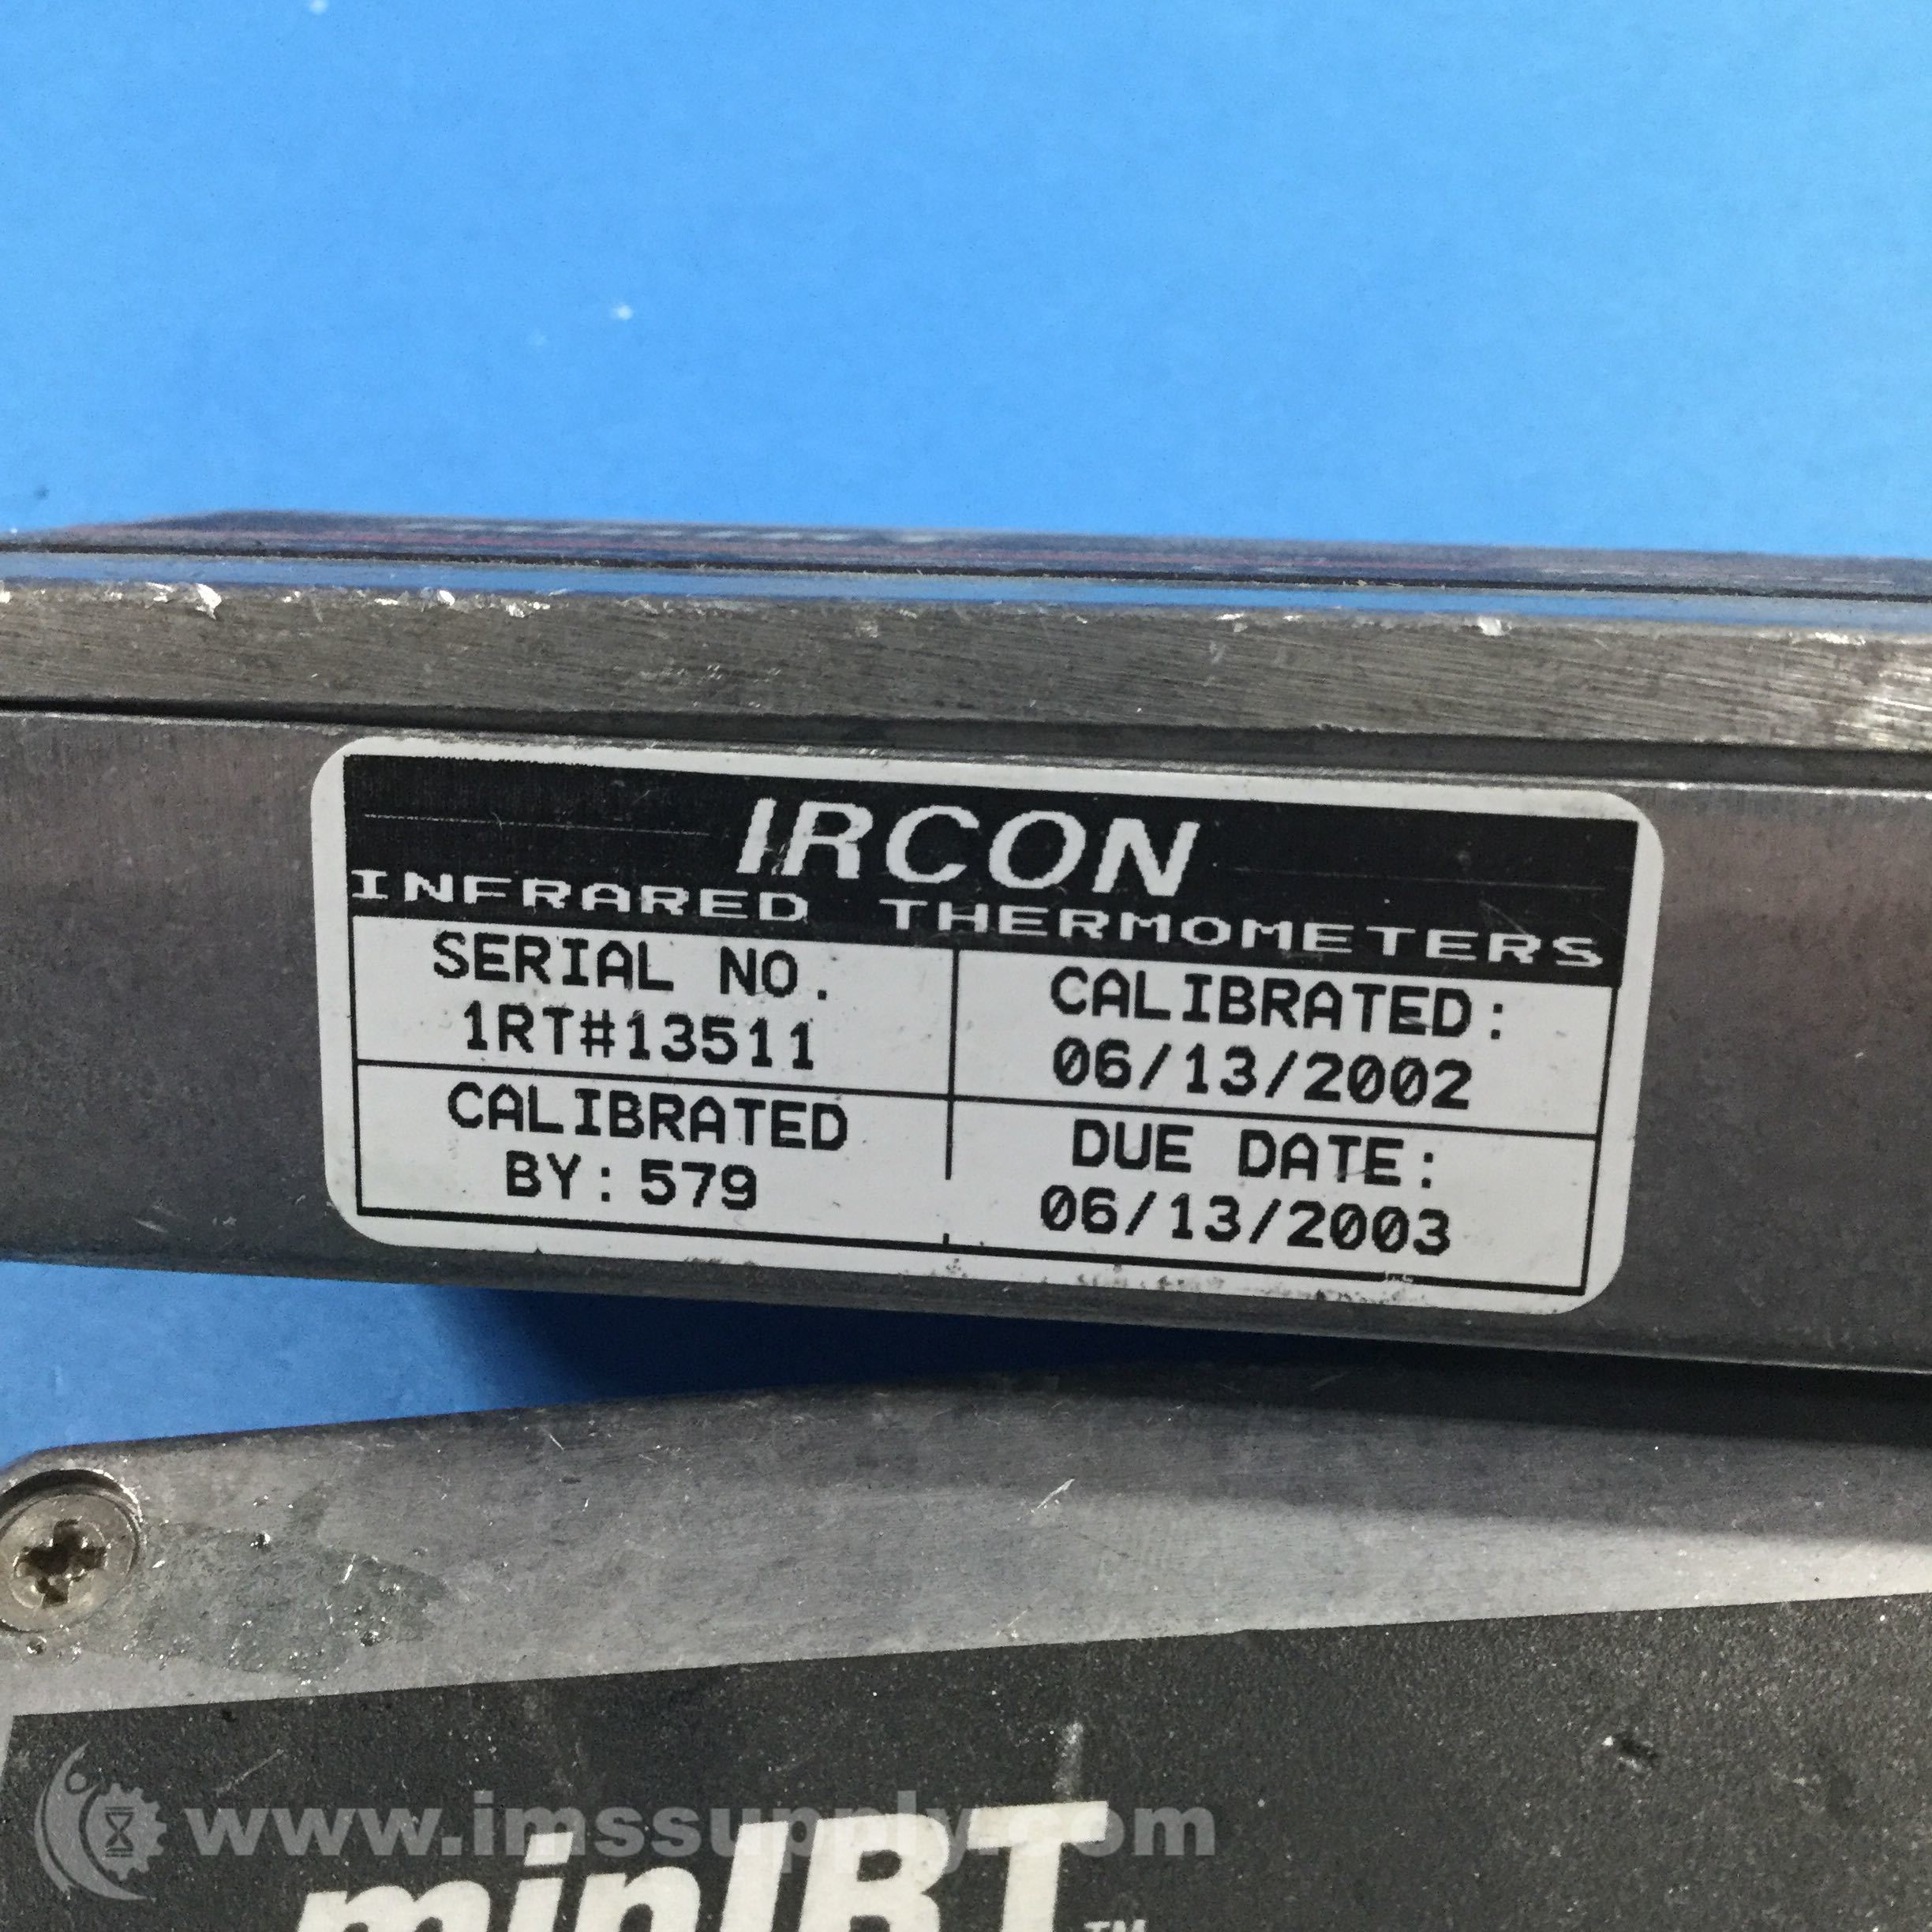 IRCON
INFRARED THERMOMETERS
SERIAL NO.
1RT#13511
CALIBRATED:
06/13/2002
CALIBRATED
BY: 579
DUE DATE:
06/13/2003
www.imssupply.com
minIRT™